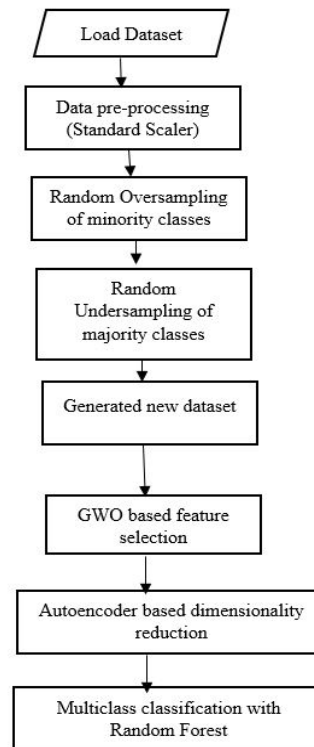 Load Dataset
Data pre-processing
(Standard Scaler)
Random Oversampling
of minority classes
Random
Undersampling of
majority classes
Generated new dataset
GWO based feature
selection
Autoencoder based dimensionality
reduction
Multiclass classification with
Random Forest